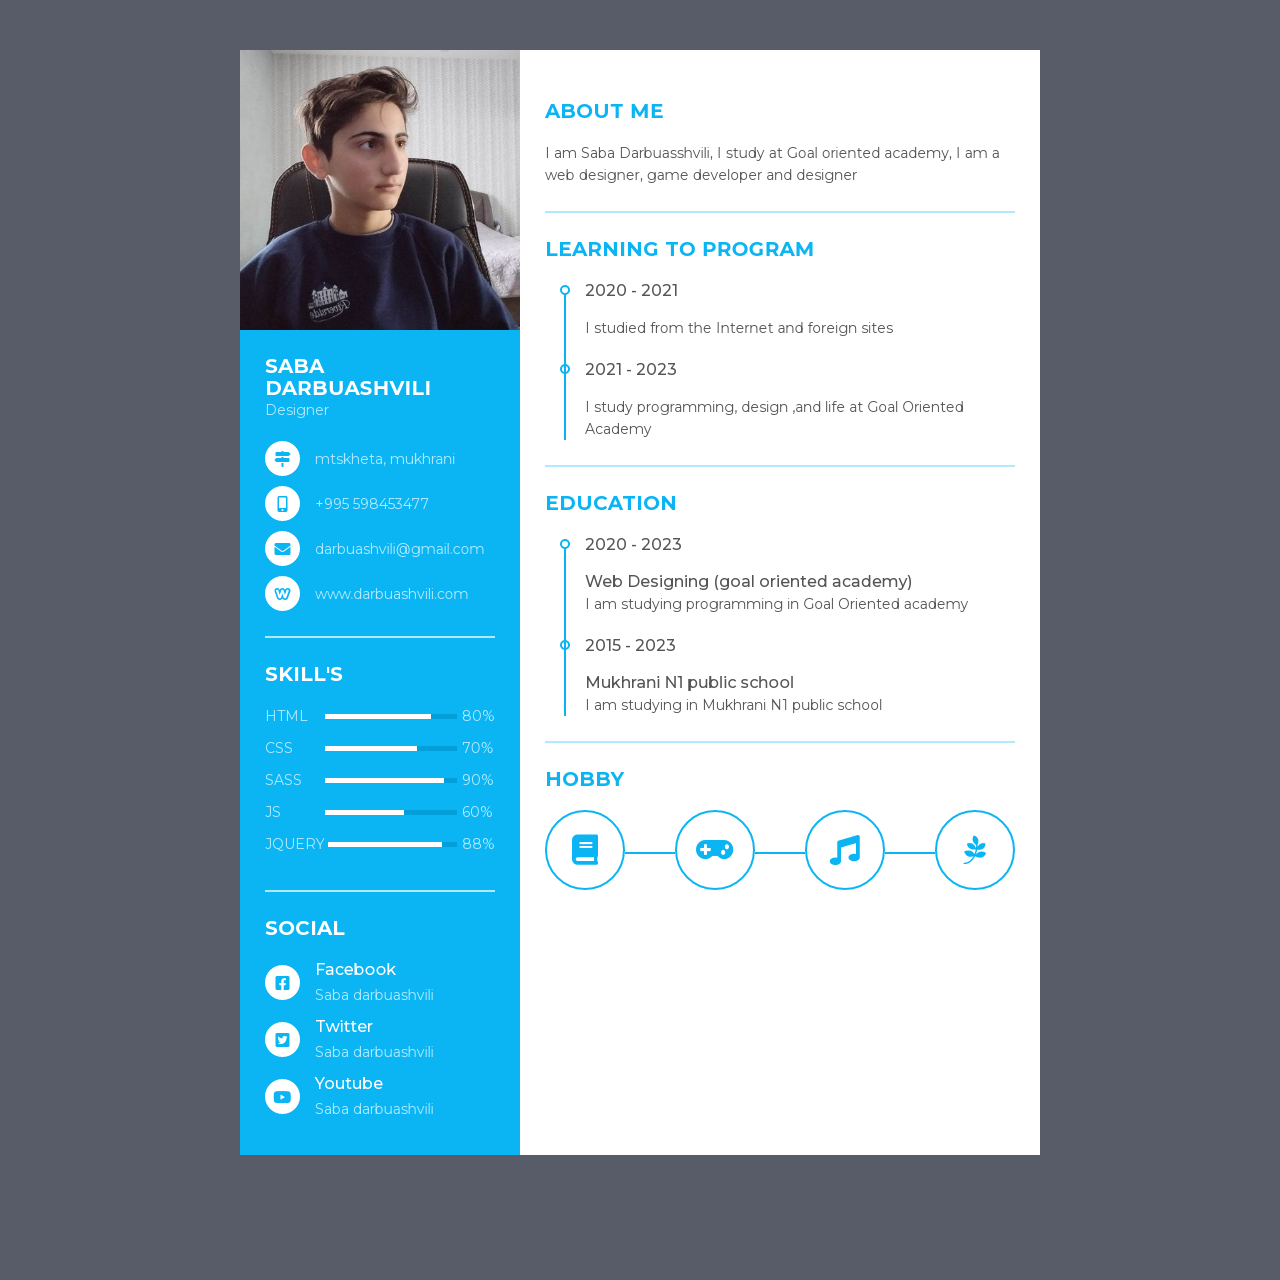 SABA
DARBUASHVILI
Designer
mtskheta, mukhrani
+995 598453477
darbuashvili@gmail.com
www.darbuashvili.com
SKILL'S
HTML 80%
CSS 70%
SASS 90%
JS 60%
JQUERY 88%
SOCIAL
Facebook
Saba darbuashvili
Twitter
Saba darbuashvili
Youtube
Saba darbuashvili
ABOUT ME
I am Saba Darbuasshvili, I study at Goal oriented academy, I am a
web designer, game developer and designer
LEARNING TO PROGRAM
2020 - 2021
I studied from the Internet and foreign sites
2021 - 2023
I study programming, design ,and life at Goal Oriented
Academy
EDUCATION
2020 - 2023
Web Designing (goal oriented academy)
I am studying programming in Goal Oriented academy
2015 - 2023
Mukhrani N1 public school
I am studying in Mukhrani N1 public school
HOBBY